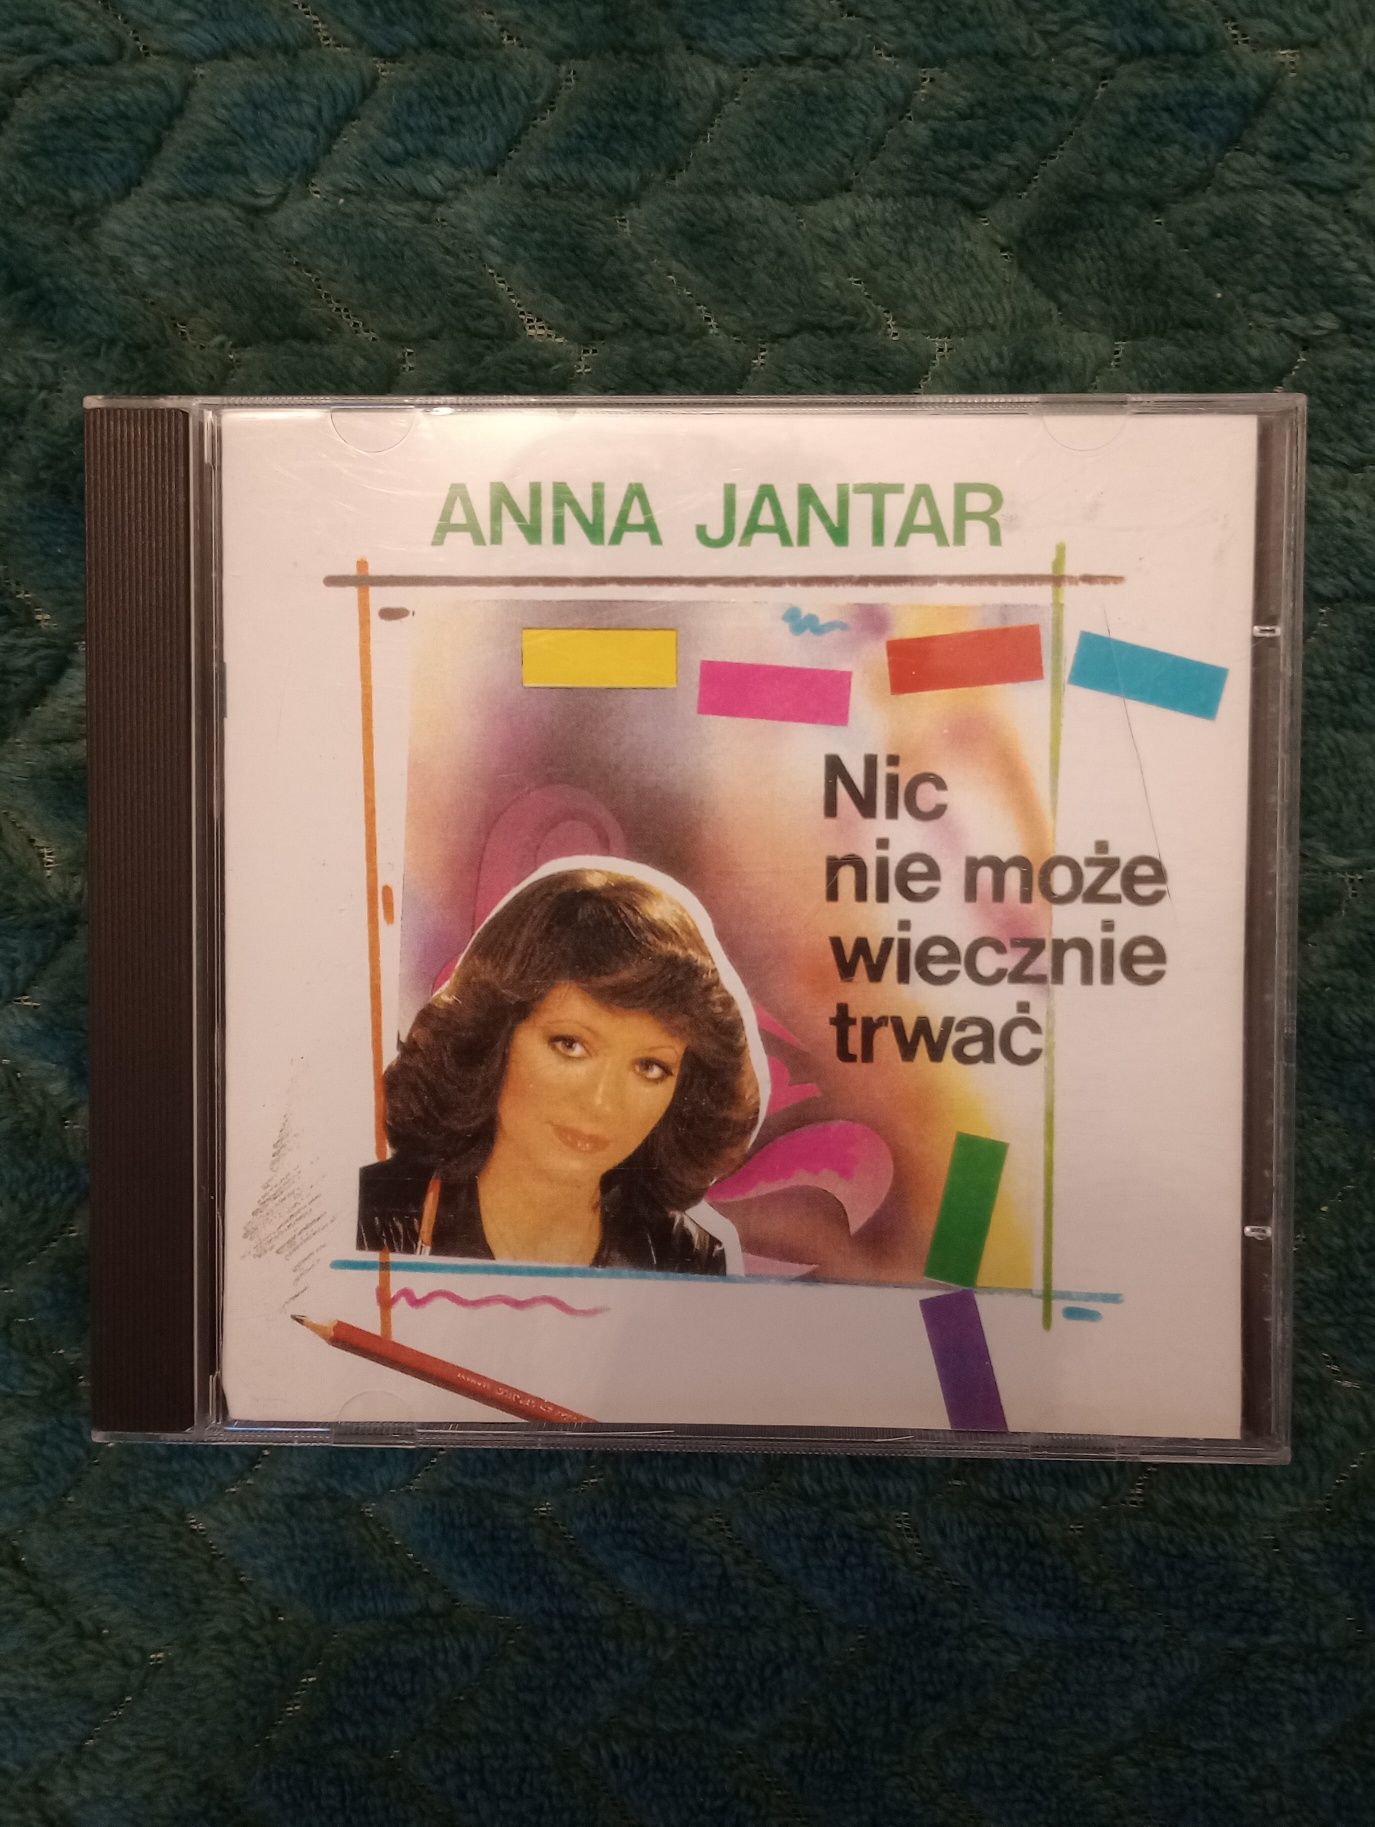 ANNA JANTAR
Nic
nie może
wiecznie
trwać